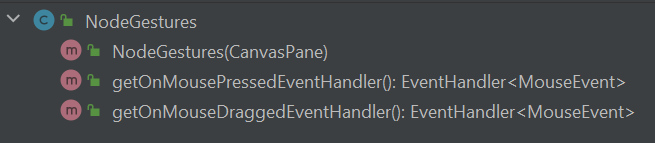 NodeGestures
NodeGestures(CanvasPane)
getOnMousePressedEventHandler(): EventHandler<MouseEvent>
getOnMouseDraggedEventHandler(): EventHandler<MouseEvent>